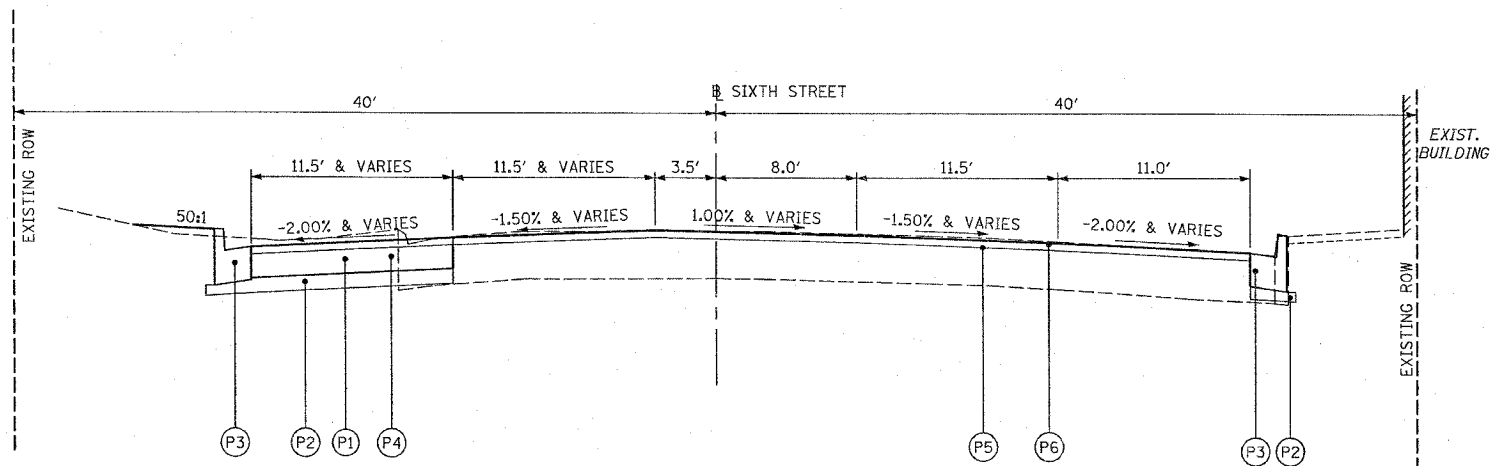 ℄ SIXTH STREET
40'
40'
EXISTING ROW
EXIST.
BUILDING
11.5' & VARIES
11.5' & VARIES
3.5'
8.0'
11.5'
11.0'
50:1
-2.00% & VARIES
-1.50% & VARIES
1.00% & VARIES
-1.50% & VARIES
-2.00% & VARIES
EXISTING ROW
P3
P2
P1
P4
P5
P6
P3
P2